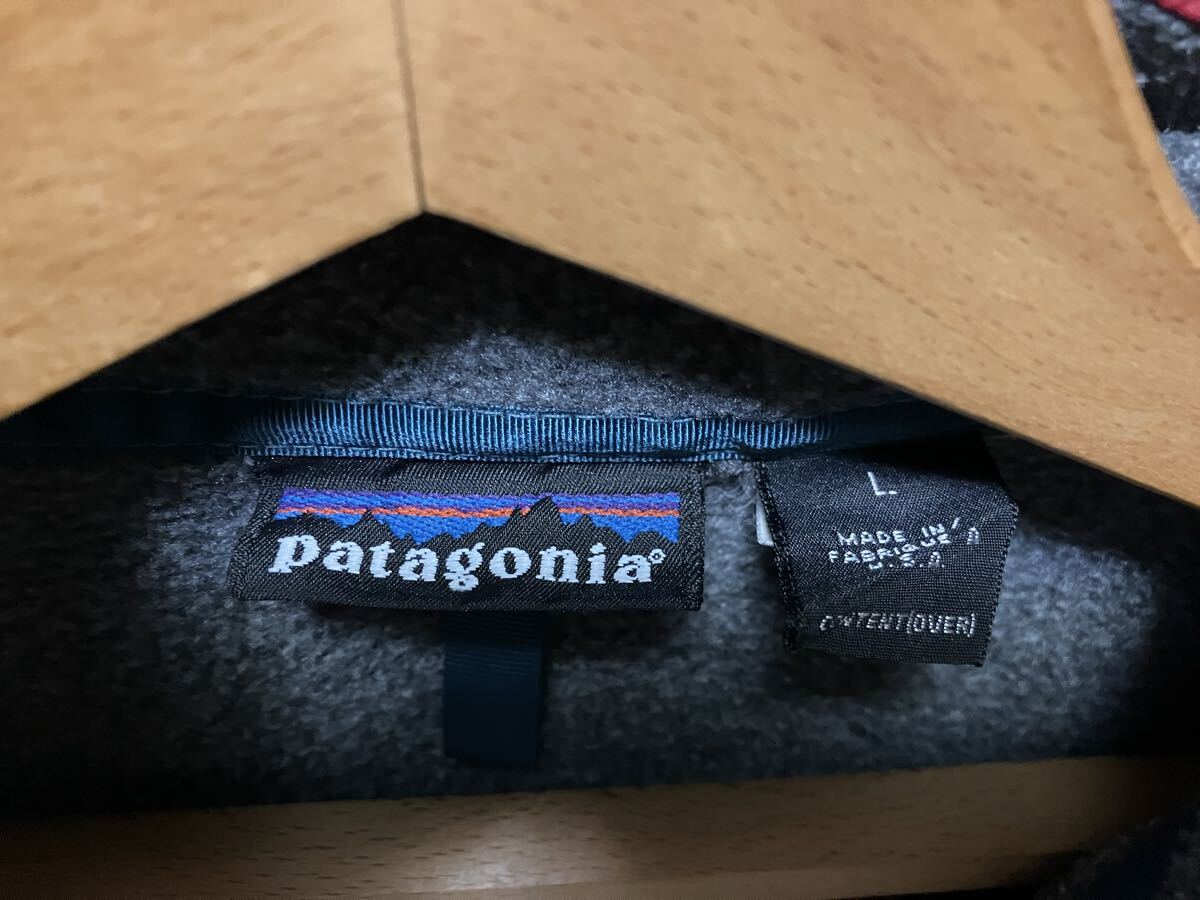 patagonia®
L.
MADE IN/
FABRIQUE A
U.S.A.
CONTENT(OVER)